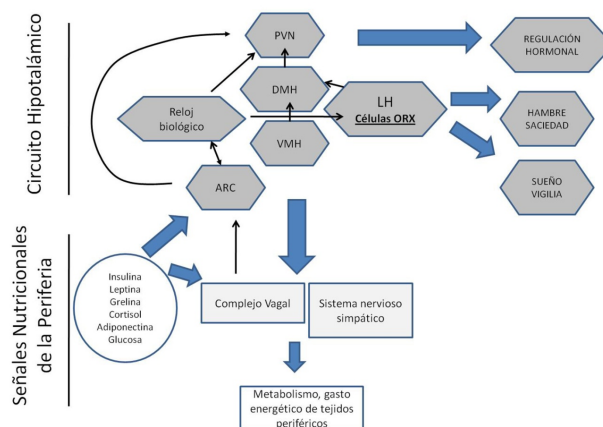 Circuito Hipotalámico
PVN
REGULACIÓN
HORMONAL
DMH
LH
Células ORX
Reloj
biológico
HAMBRE
SACIEDAD
VMH
ARC
SUEÑO
VIGILIA
Señales Nutricionales
de la Periferia
Insulina
Leptina
Grelina
Cortisol
Adiponectina
Glucosa
Complejo Vagal
Sistema nervioso
simpático
Metabolismo, gasto
energético de tejidos
periféricos